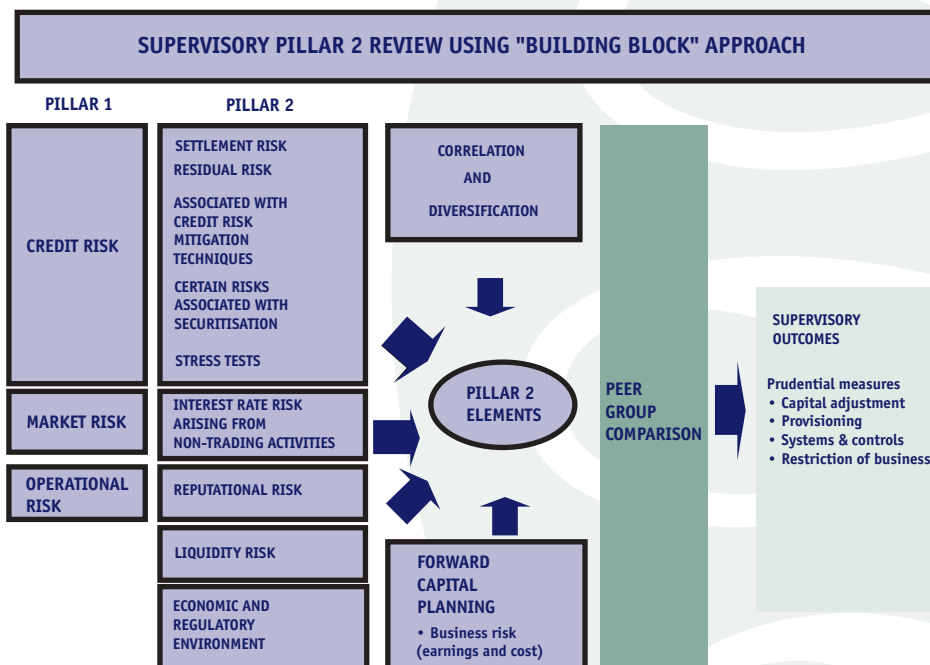 SUPERVISORY PILLAR 2 REVIEW USING "BUILDING BLOCK" APPROACH
PILLAR 1
PILLAR 2
CREDIT RISK
SETTLEMENT RISK
RESIDUAL RISK
ASSOCIATED WITH
CREDIT RISK
MITIGATION
TECHNIQUES
CERTAIN RISKS
ASSOCIATED WITH
SECURITISATION
STRESS TESTS
MARKET RISK
INTEREST RATE RISK
ARISING FROM
NON-TRADING ACTIVITIES
OPERATIONAL
RISK
REPUTATIONAL RISK
LIQUIDITY RISK
ECONOMIC AND
REGULATORY
ENVIRONMENT
CORRELATION
AND
DIVERSIFICATION
PILLAR 2
ELEMENTS
FORWARD
CAPITAL
PLANNING
• Business risk
(earnings and cost)
PEER
GROUP
COMPARISON
SUPERVISORY
OUTCOMES
Prudential measures
• Capital adjustment
• Provisioning
• Systems & controls
• Restriction of business